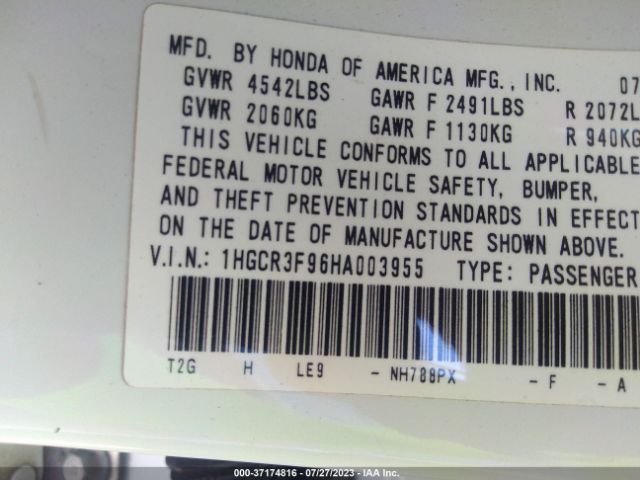 MFD. BY HONDA OF AMERICA MFG., INC. 07
GVWR 4542LBS GAWR F 2491LBS R 2072L
GVWR 2060KG GAWR F 1130KG R 940KG
THIS VEHICLE CONFORMS TO ALL APPLICABLE
FEDERAL MOTOR VEHICLE SAFETY, BUMPER,
AND THEFT PREVENTION STANDARDS IN EFFECT
ON THE DATE OF MANUFACTURE SHOWN ABOVE.
V.I.N.: 1HGCR3F96HA003955 TYPE: PASSENGER
T2G H LE9 - NH788PX - F - A
000-37174816 - 07/27/2023 - IAA Inc.